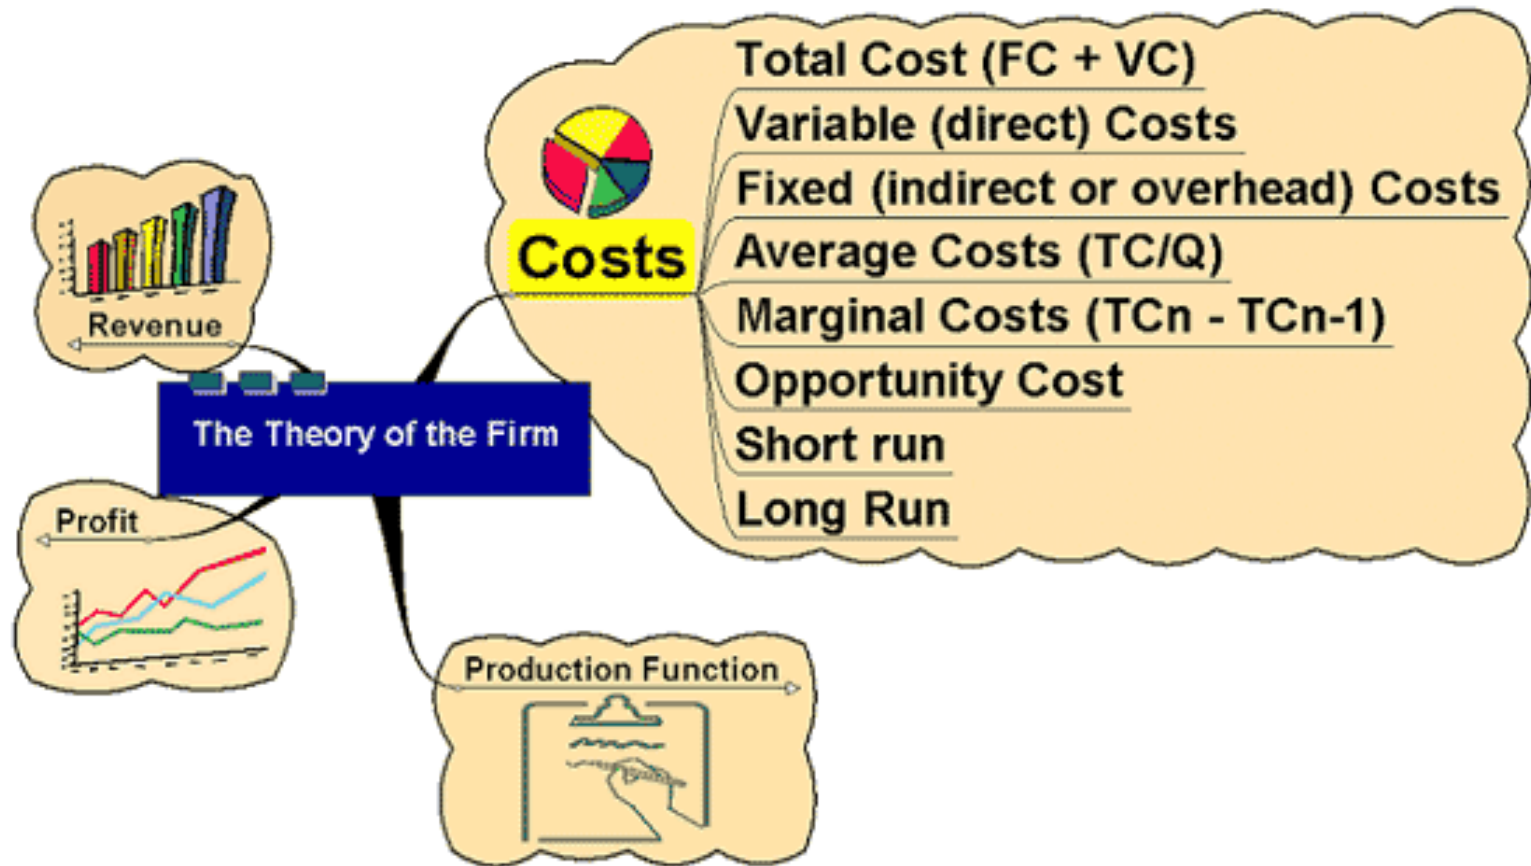 Total Cost (FC + VC)
Variable (direct) Costs
Fixed (indirect or overhead) Costs
Average Costs (TC/Q)
Marginal Costs (TCn - TCn-1)
Opportunity Cost
Short run
Long Run
Costs
Revenue
The Theory of the Firm
Profit
Production Function